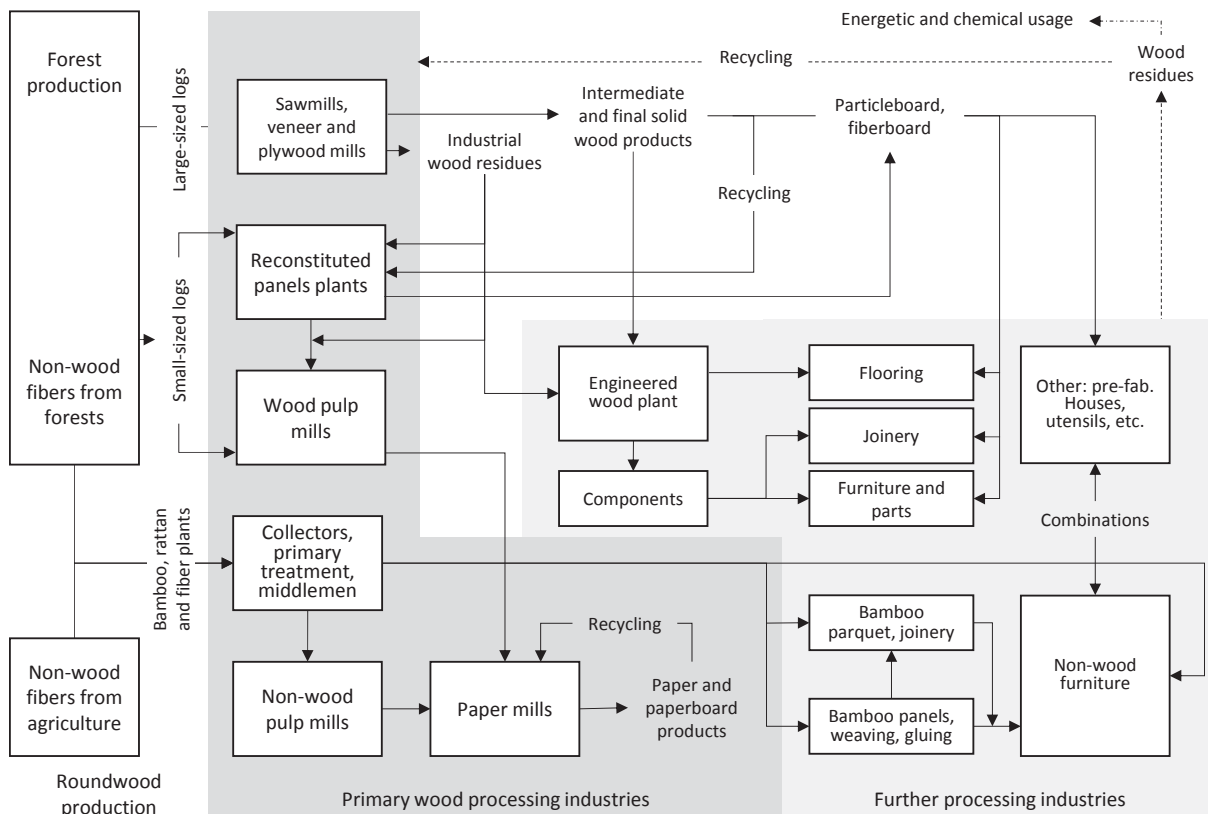 Energetic and chemical usage
Forest
production
Recycling
Wood
residues
Large-sized logs
Sawmills,
veneer and
plywood mills
Intermediate
and final solid
wood products
Particleboard,
fiberboard
Industrial
wood residues
Recycling
Small-sized logs
Reconstituted
panels plants
Non-wood
fibers from
forests
Wood pulp
mills
Engineered
wood plant
Flooring
Other: pre-fab.
Houses,
utensils, etc.
Joinery
Components
Furniture and
parts
Combinations
Bamboo, rattan
and fiber plants
Collectors,
primary
treatment,
middlemen
Bamboo
parquet, joinery
Recycling
Non-wood
fibers from
agriculture
Non-wood
pulp mills
Paper mills
Paper and
paperboard
products
Bamboo panels,
weaving, gluing
Non-wood
furniture
Roundwood
production
Primary wood processing industries
Further processing industries